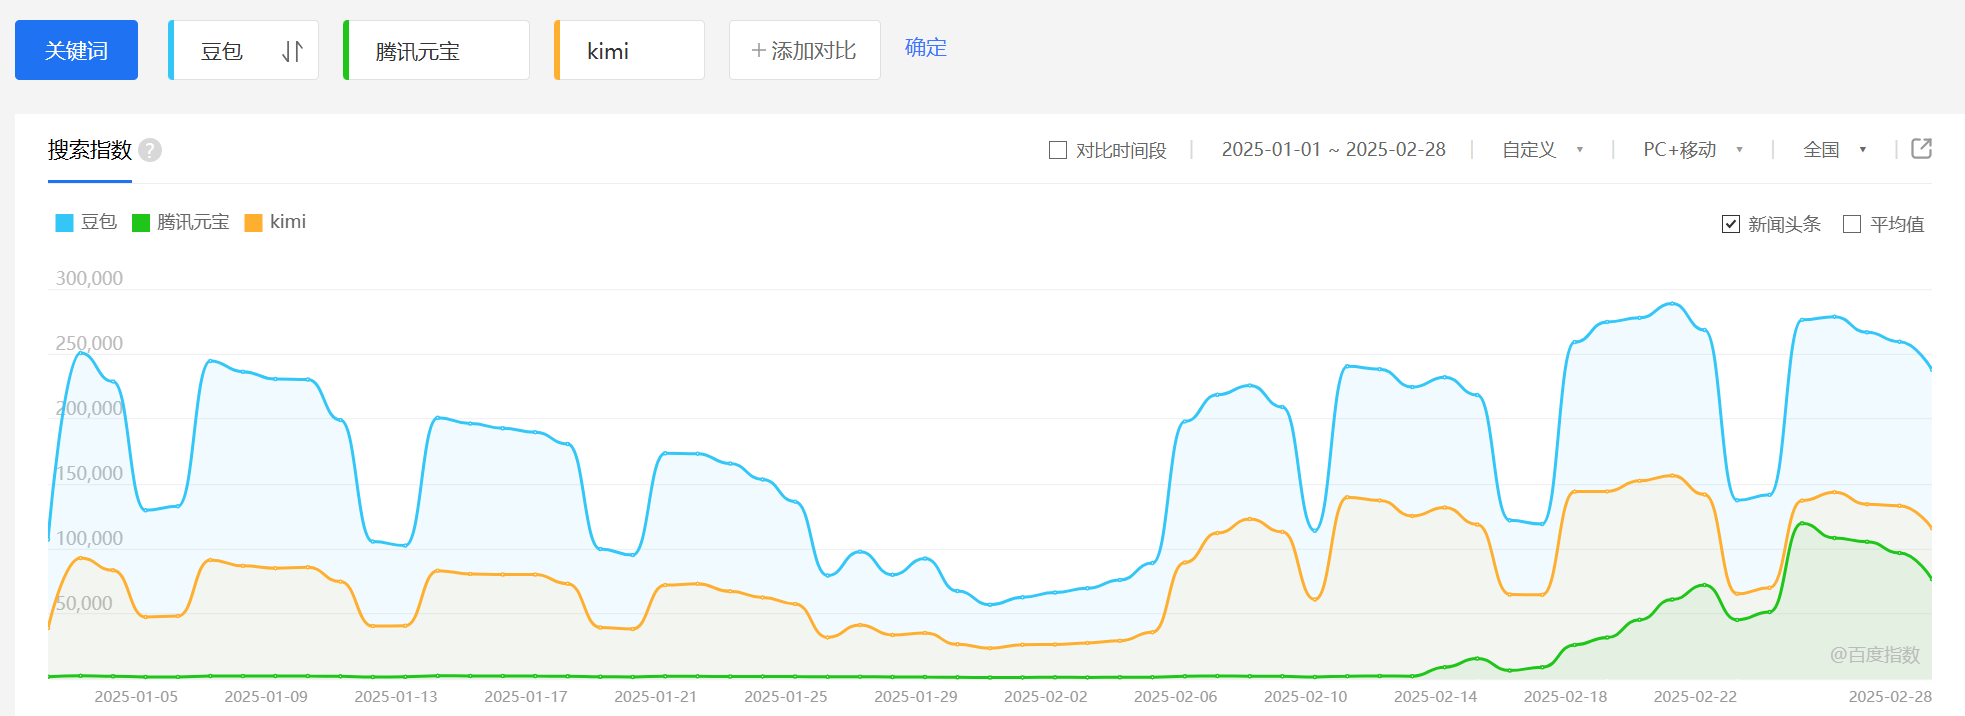 关键词 豆包 腾讯元宝 kimi +添加对比 确定
搜索指数 ? 对比时间段 2025-01-01 ~ 2025-02-28 自定义 PC+移动 全国
豆包 腾讯元宝 kimi 新闻头条 平均值
300,000
250,000
200,000
150,000
100,000
50,000
@百度指数
2025-01-05 2025-01-09 2025-01-13 2025-01-17 2025-01-21 2025-01-25 2025-01-29 2025-02-02 2025-02-06 2025-02-10 2025-02-14 2025-02-18 2025-02-22 2025-02-28